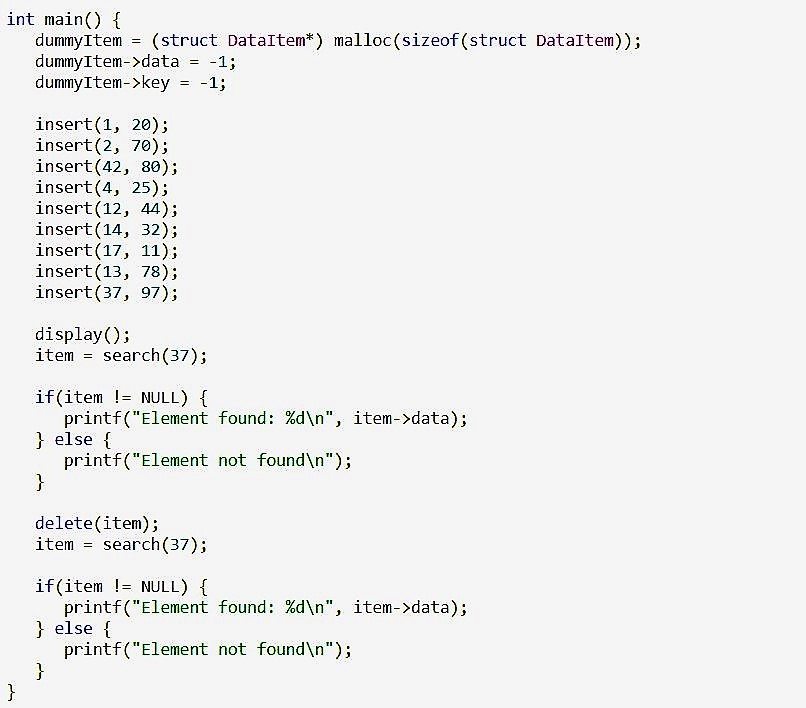 int main() {
   dummyItem = (struct DataItem*) malloc(sizeof(struct DataItem));
   dummyItem->data = -1;
   dummyItem->key = -1;

   insert(1, 20);
   insert(2, 70);
   insert(42, 80);
   insert(4, 25);
   insert(12, 44);
   insert(14, 32);
   insert(17, 11);
   insert(13, 78);
   insert(37, 97);

   display();
   item = search(37);

   if(item != NULL) {
      printf("Element found: %d\n", item->data);
   } else {
      printf("Element not found\n");
   }

   delete(item);
   item = search(37);

   if(item != NULL) {
      printf("Element found: %d\n", item->data);
   } else {
      printf("Element not found\n");
   }
}